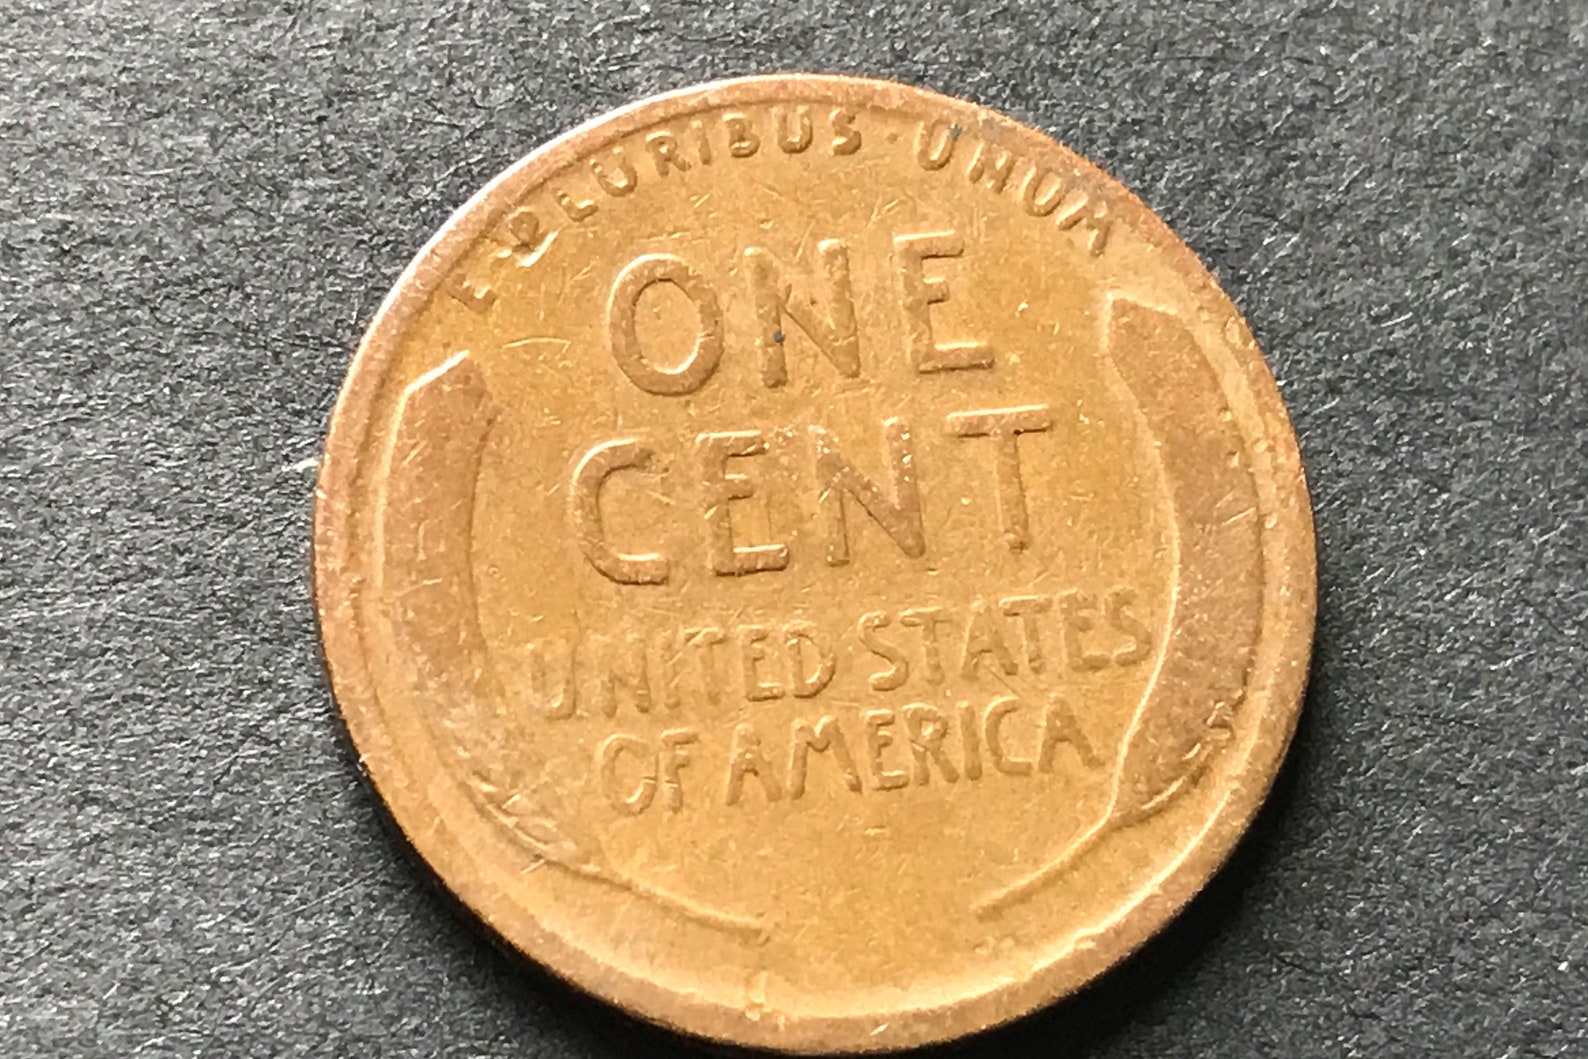 E PLURIBUS · UNUM
ONE
CENT
UNITED STATES
OF AMERICA